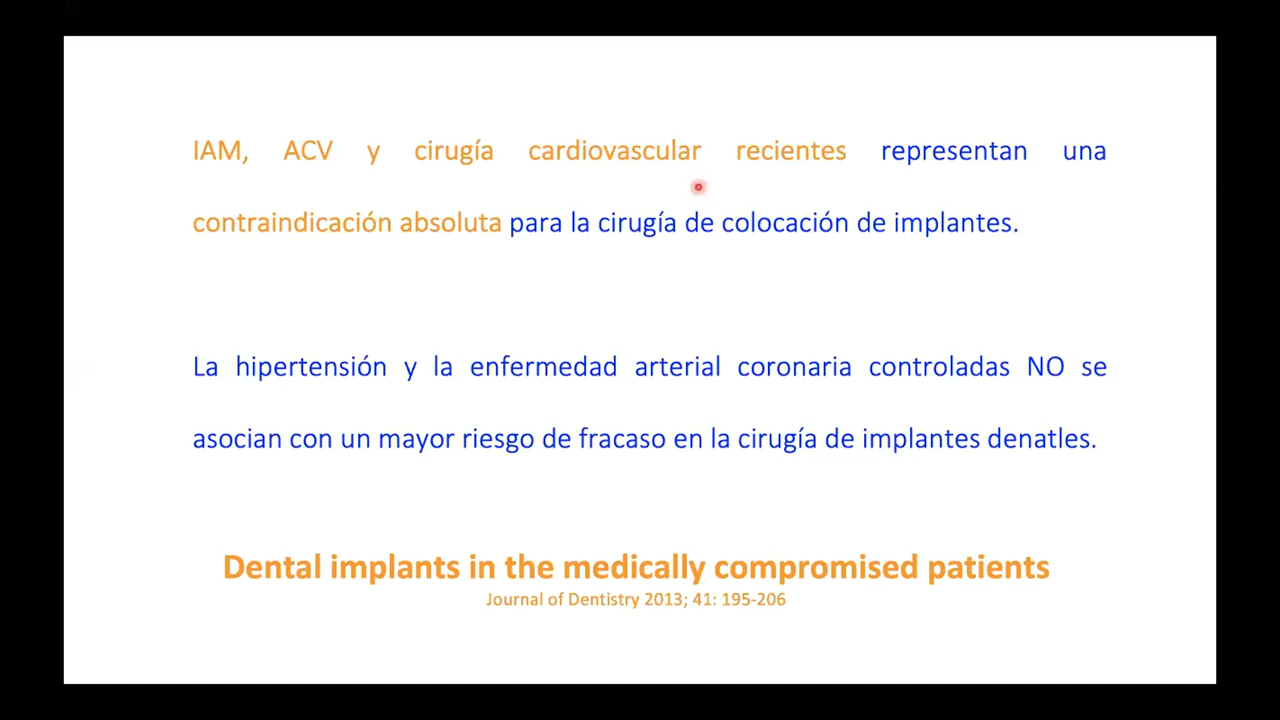 IAM, ACV y cirugía cardiovascular recientes representan una
contraindicación absoluta para la cirugía de colocación de implantes.
La hipertensión y la enfermedad arterial coronaria controladas NO se
asocian con un mayor riesgo de fracaso en la cirugía de implantes denatles.
Dental implants in the medically compromised patients
Journal of Dentistry 2013; 41: 195-206